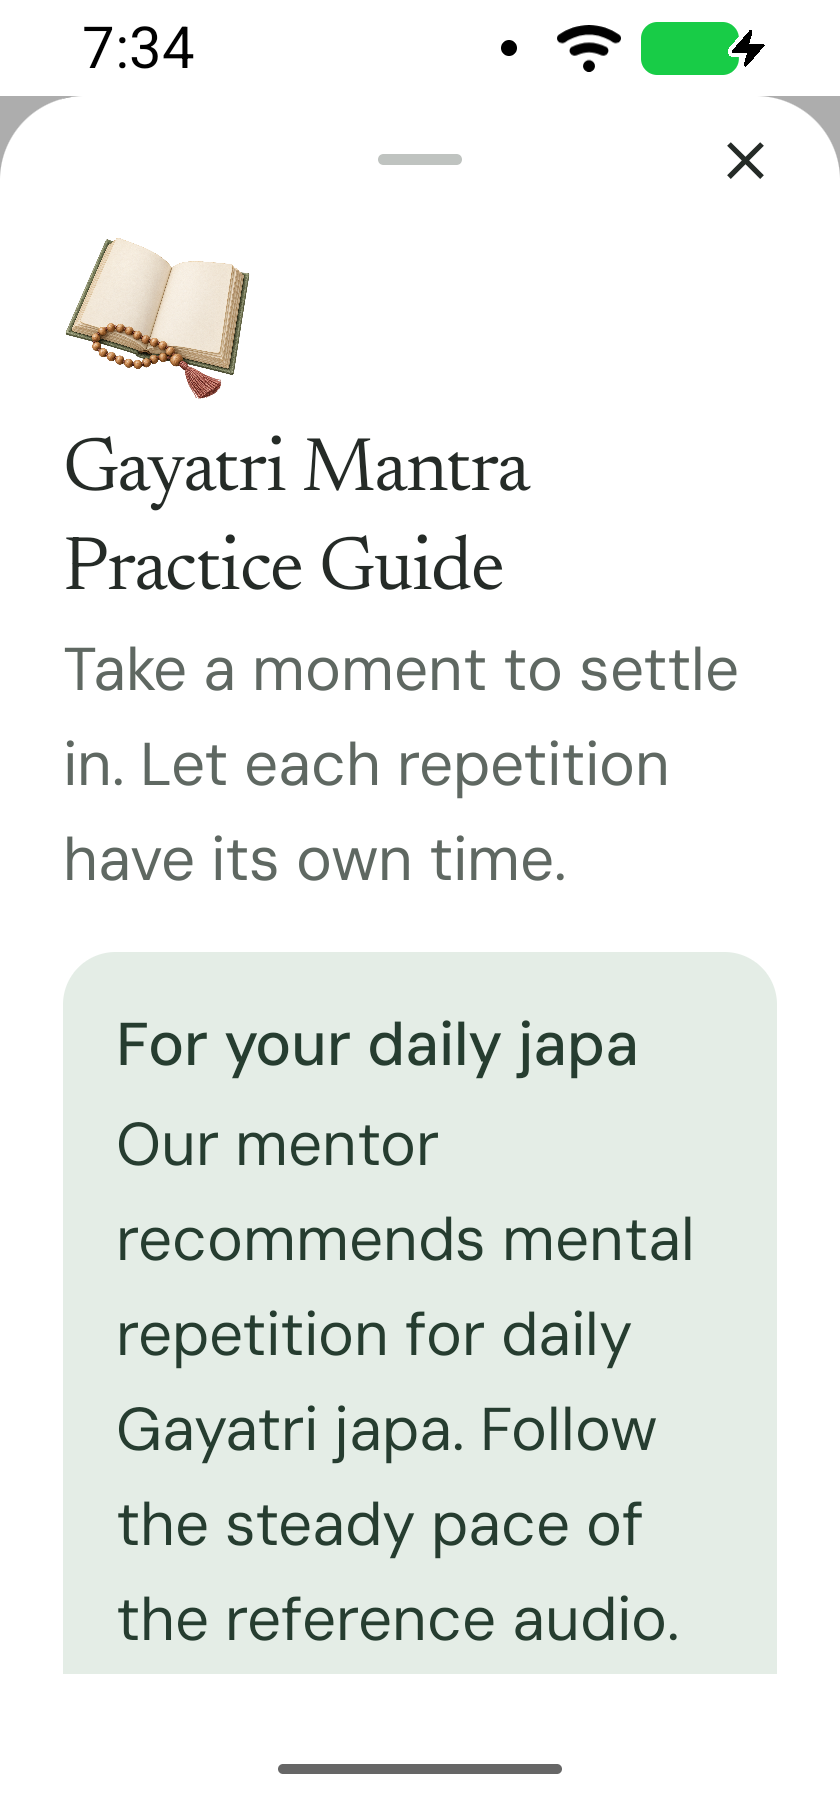 7:34
Gayatri Mantra
Practice Guide
Take a moment to settle
in. Let each repetition
have its own time.
For your daily japa
Our mentor
recommends mental
repetition for daily
Gayatri japa. Follow
the steady pace of
the reference audio.